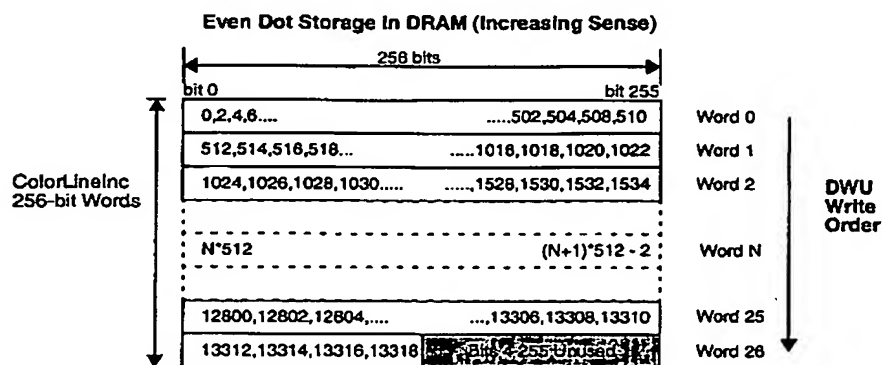 Even Dot Storage in DRAM (Increasing Sense)
256 bits
bit 0 bit 255
0,2,4,6.... .....502,504,508,510 Word 0
512,514,516,518... .....1016,1018,1020,1022 Word 1
1024,1026,1028,1030..... .....,1528,1530,1532,1534 Word 2
ColorLineInc
256-bit Words
DWU
Write
Order
N*512 (N+1)*512 - 2 Word N
12800,12802,12804,.... ...,13306,13308,13310 Word 25
13312,13314,13316,13318 Bits 4-255 Unused Word 26